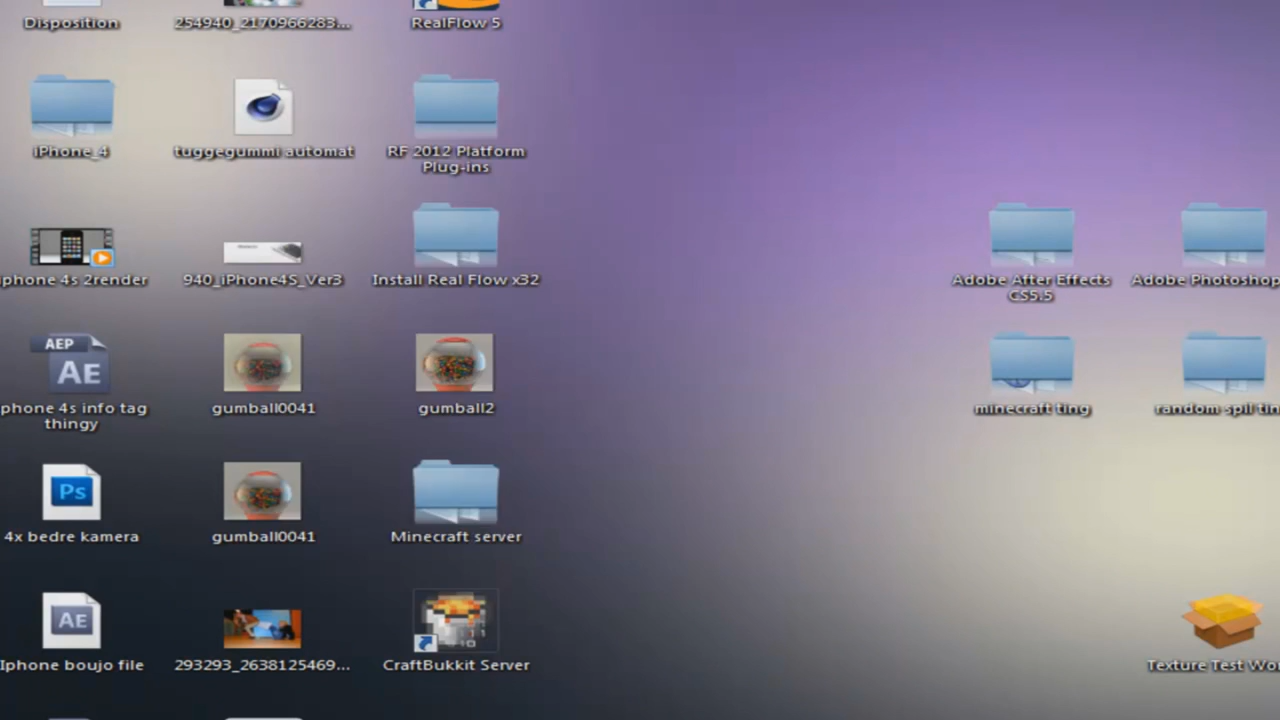 Disposition
254940_2170966283...
RealFlow 5
iPhone_4
tuggegummi automat
RF 2012 Platform
Plug-ins
iphone 4s 2render
940_iPhone4S_Ver3
Install Real Flow x32
Adobe After Effects
CS5.5
Adobe Photoshop
AEP
AE
phone 4s info tag
thingy
gumball0041
gumball2
minecraft ting
random spil tin
Ps
4x bedre kamera
gumball0041
Minecraft server
AE
Iphone boujo file
293293_2638125469...
CraftBukkit Server
Texture Test Wo